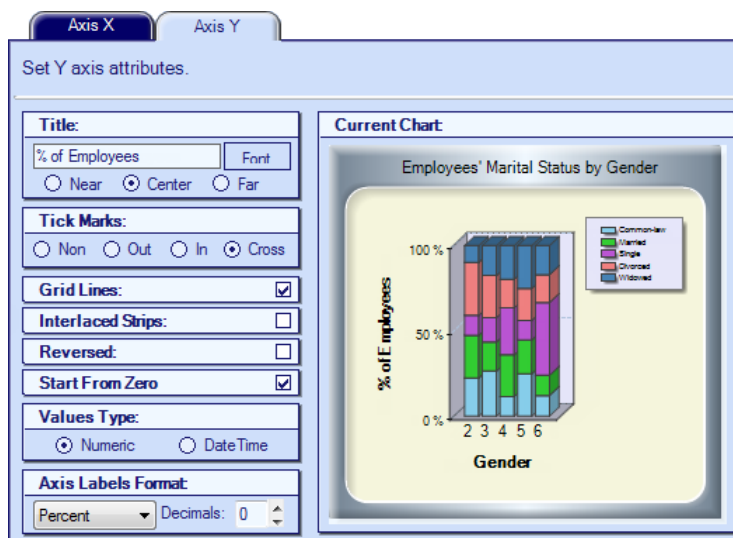 Axis X
Axis Y
Set Y axis attributes.
Title:
% of Employees
Font
Near
Center
Far
Tick Marks:
Non
Out
In
Cross
Grid Lines:
Interlaced Strips:
Reversed:
Start From Zero
Values Type:
Numeric
DateTime
Axis Labels Format:
Percent
Decimals: 0
Current Chart:
Employees' Marital Status by Gender
Common-law
Married
Single
Divorced
Widowed
100 %
50 %
0 %
% of Employees
2 3 4 5 6
Gender